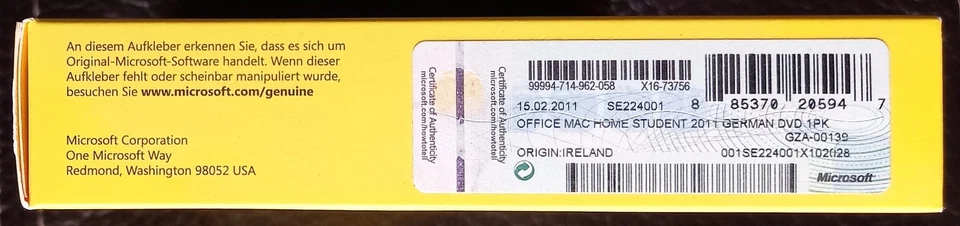 An diesem Aufkleber erkennen Sie, dass es sich um
Original-Microsoft-Software handelt. Wenn dieser
Aufkleber fehlt oder scheinbar manipuliert wurde,
besuchen Sie www.microsoft.com/genuine
Microsoft Corporation
One Microsoft Way
Redmond, Washington 98052 USA
Certificate of Authenticity
microsoft.com/howtotell
Certificate of Authenticity
microsoft.com/howtotell
99994-714-962-058 X16-73756
15.02.2011 SE224001
8 85370 20594 7
OFFICE MAC HOME STUDENT 2011 GERMAN DVD 1PK
GZA-00139
ORIGIN:IRELAND 001SE224001X102028
Microsoft